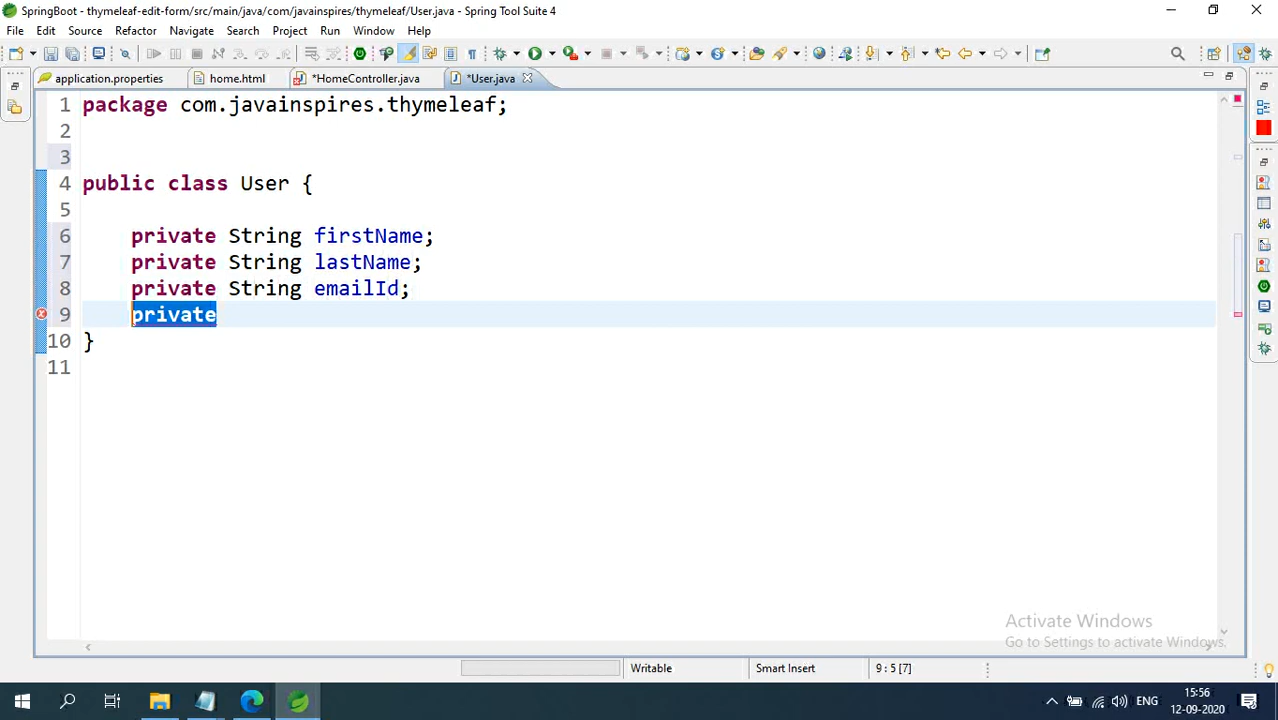 SpringBoot - thymeleaf-edit-form/src/main/java/com/javainspires/thymeleaf/User.java - Spring Tool Suite 4
File Edit Source Refactor Navigate Search Project Run Window Help
application.properties home.html *HomeController.java *User.java
1 package com.javainspires.thymeleaf;
2
3
4 public class User {
5
6 private String firstName;
7 private String lastName;
8 private String emailId;
9 private
10 }
11
Activate Windows
Go to Settings to activate Windows.
Writable Smart Insert 9 : 5 [7]
ENG 15:56
12-09-2020